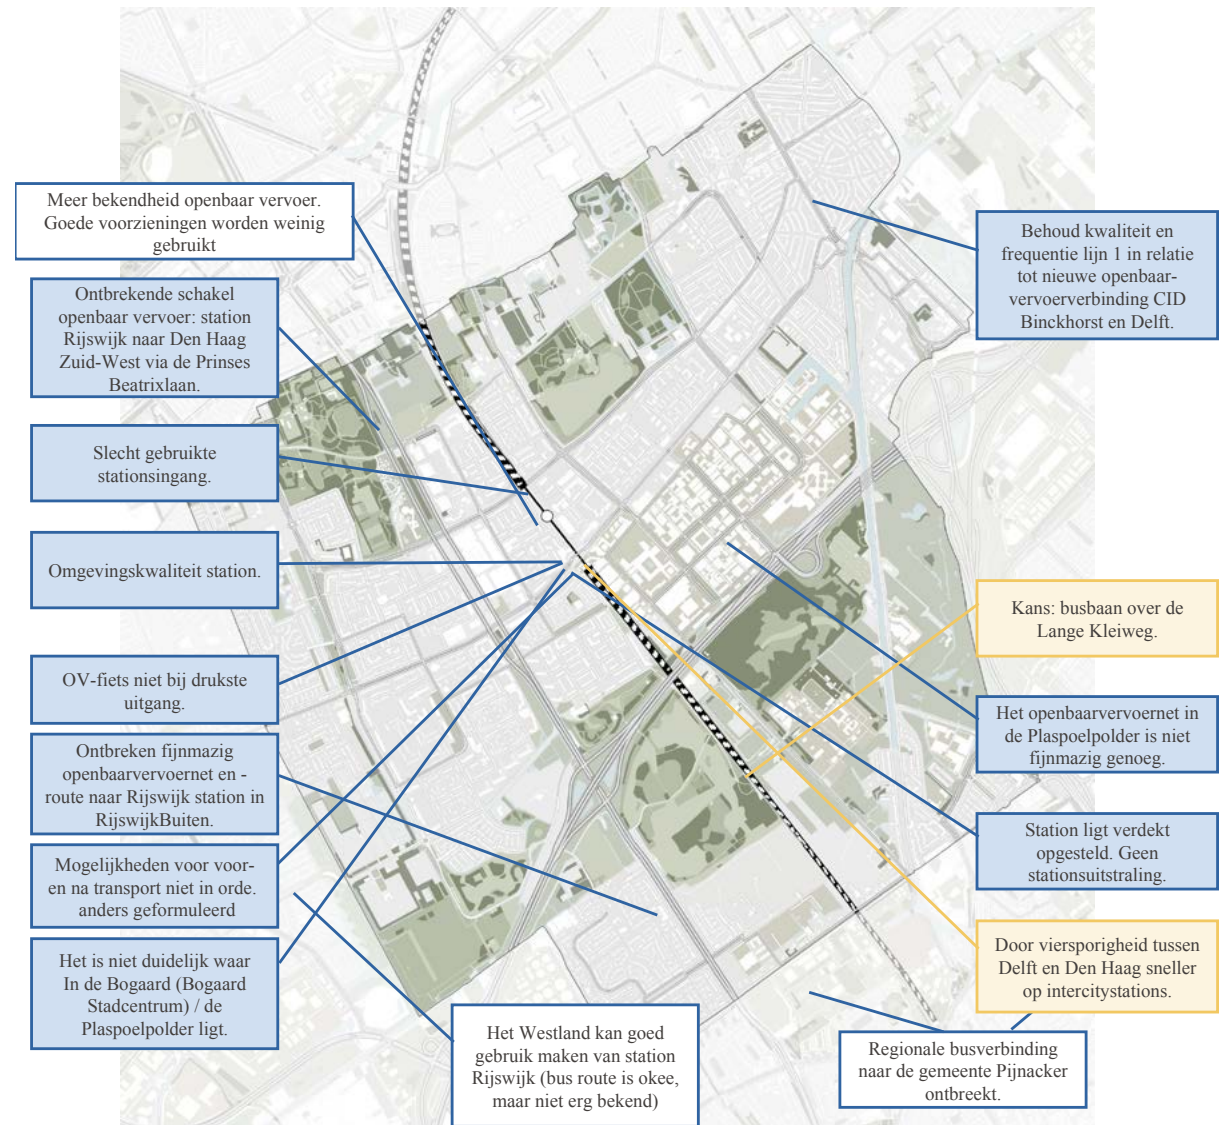 Meer bekendheid openbaar vervoer.
Goede voorzieningen worden weinig
gebruikt
Ontbrekende schakel
openbaar vervoer: station
Rijswijk naar Den Haag
Zuid-West via de Prinses
Beatrixlaan.
Slecht gebruikte
stationsingang.
Omgevingskwaliteit station.
OV-fiets niet bij drukste
uitgang.
Ontbreken fijnmazig
openbaarvervoernet en -
route naar Rijswijk station in
RijswijkBuiten.
Mogelijkheden voor voor-
en na transport niet in orde.
anders geformuleerd
Het is niet duidelijk waar
In de Bogaard (Bogaard
Stadcentrum) / de
Plaspoelpolder ligt.
Het Westland kan goed
gebruik maken van station
Rijswijk (bus route is okee,
maar niet erg bekend)
Behoud kwaliteit en
frequentie lijn 1 in relatie
tot nieuwe openbaar-
vervoerverbinding CID
Binckhorst en Delft.
Kans: busbaan over de
Lange Kleiweg.
Het openbaarvervoernet in
de Plaspoelpolder is niet
fijnmazig genoeg.
Station ligt verdekt
opgesteld. Geen
stationsuitstraling.
Door viersporigheid tussen
Delft en Den Haag sneller
op intercitystations.
Regionale busverbinding
naar de gemeente Pijnacker
ontbreekt.